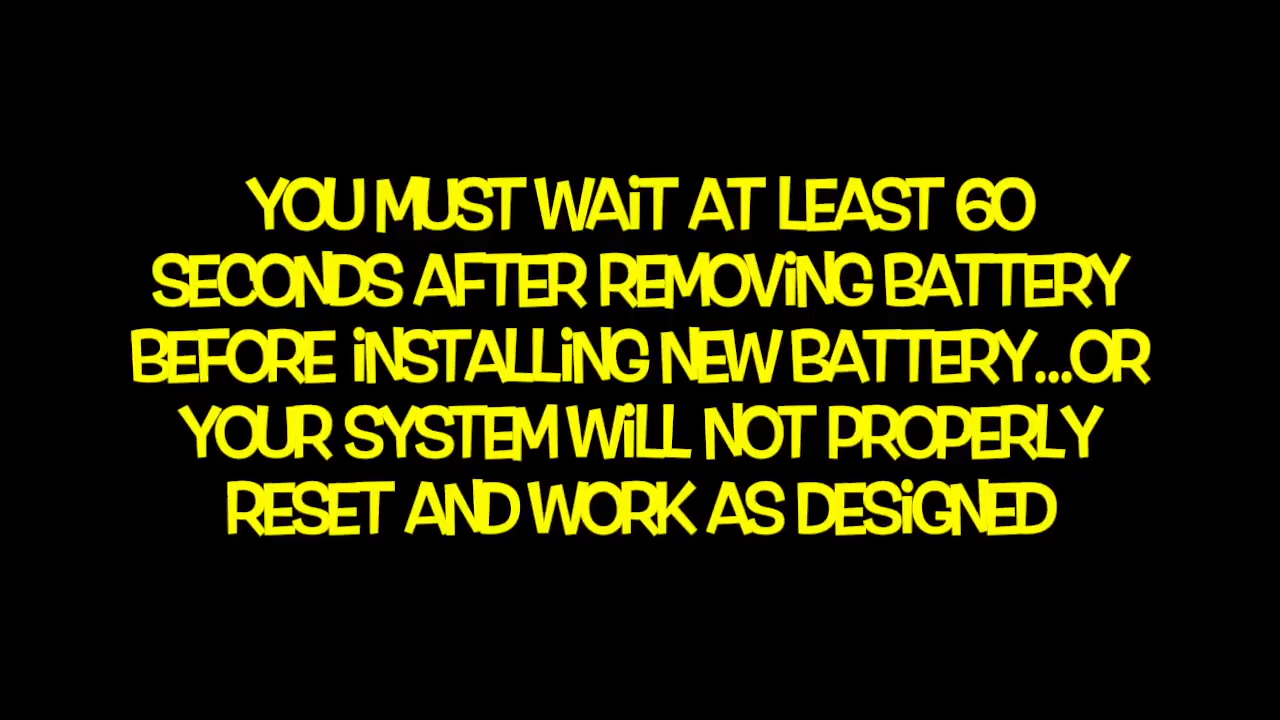 YOU MUST WAiT AT LEAST 60
SECONDS AFTER REMOViNG BATTERY
BEFORE iNSTALLiNG NEW BATTERY...OR
YOUR SYSTEM WiLL NOT PROPERLY
RESET AND WORK AS DESiGNED